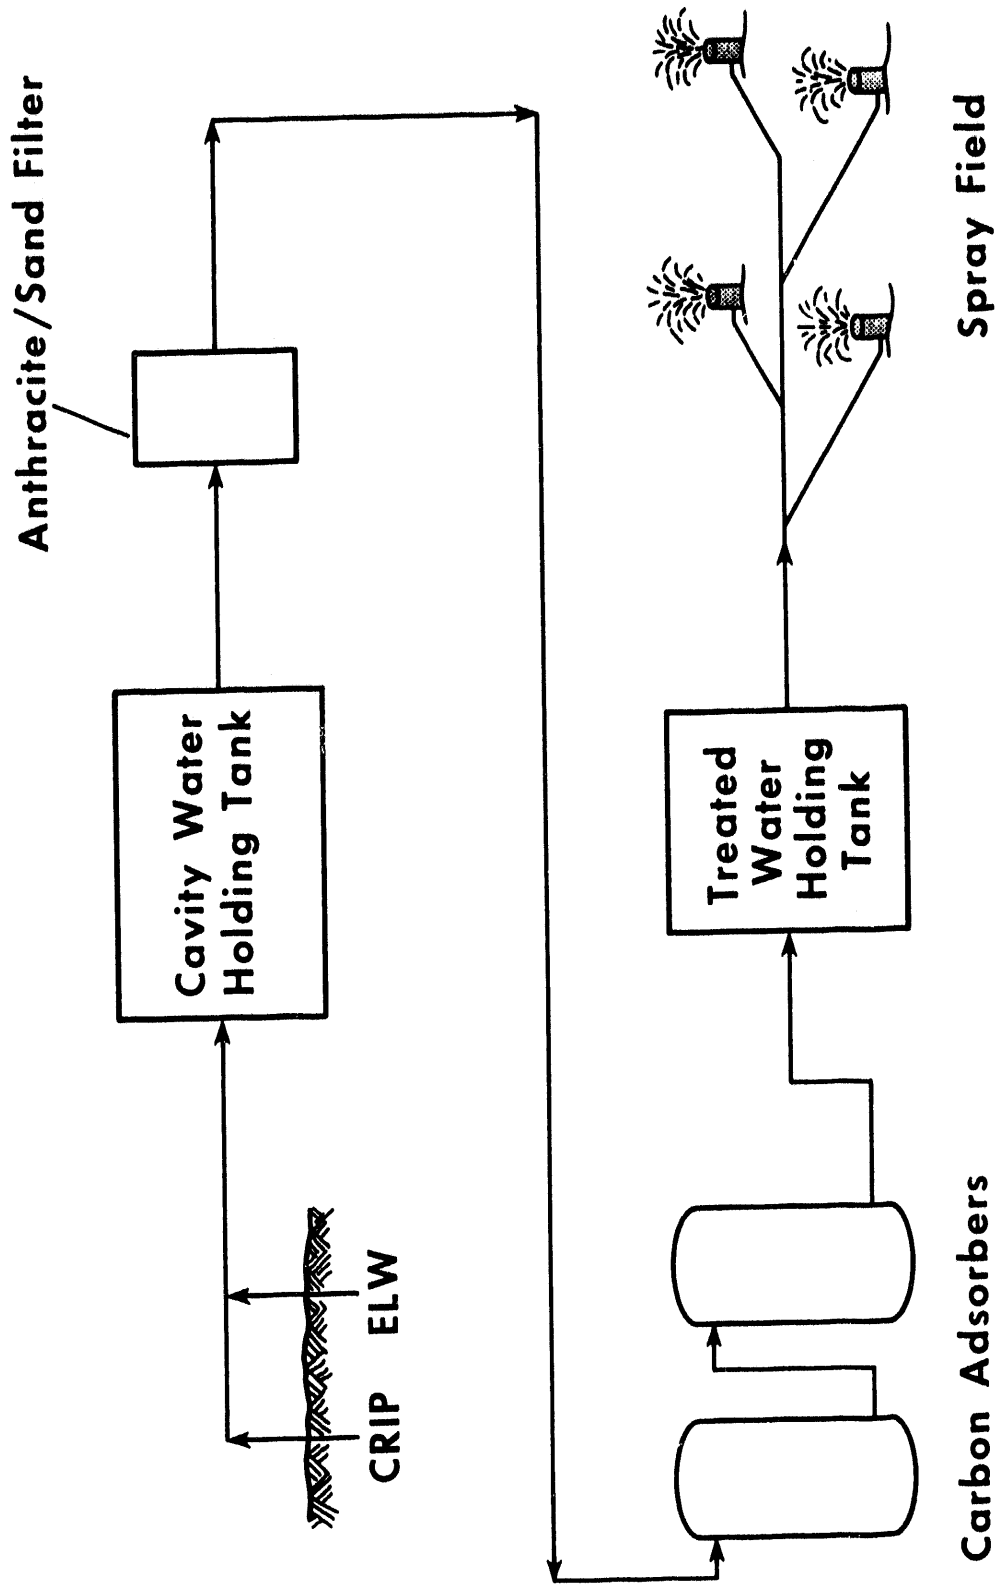 Anthracite/Sand Filter
Cavity Water
Holding Tank
CRIP
ELW
Treated
Water
Holding
Tank
Carbon Adsorbers
Spray Field